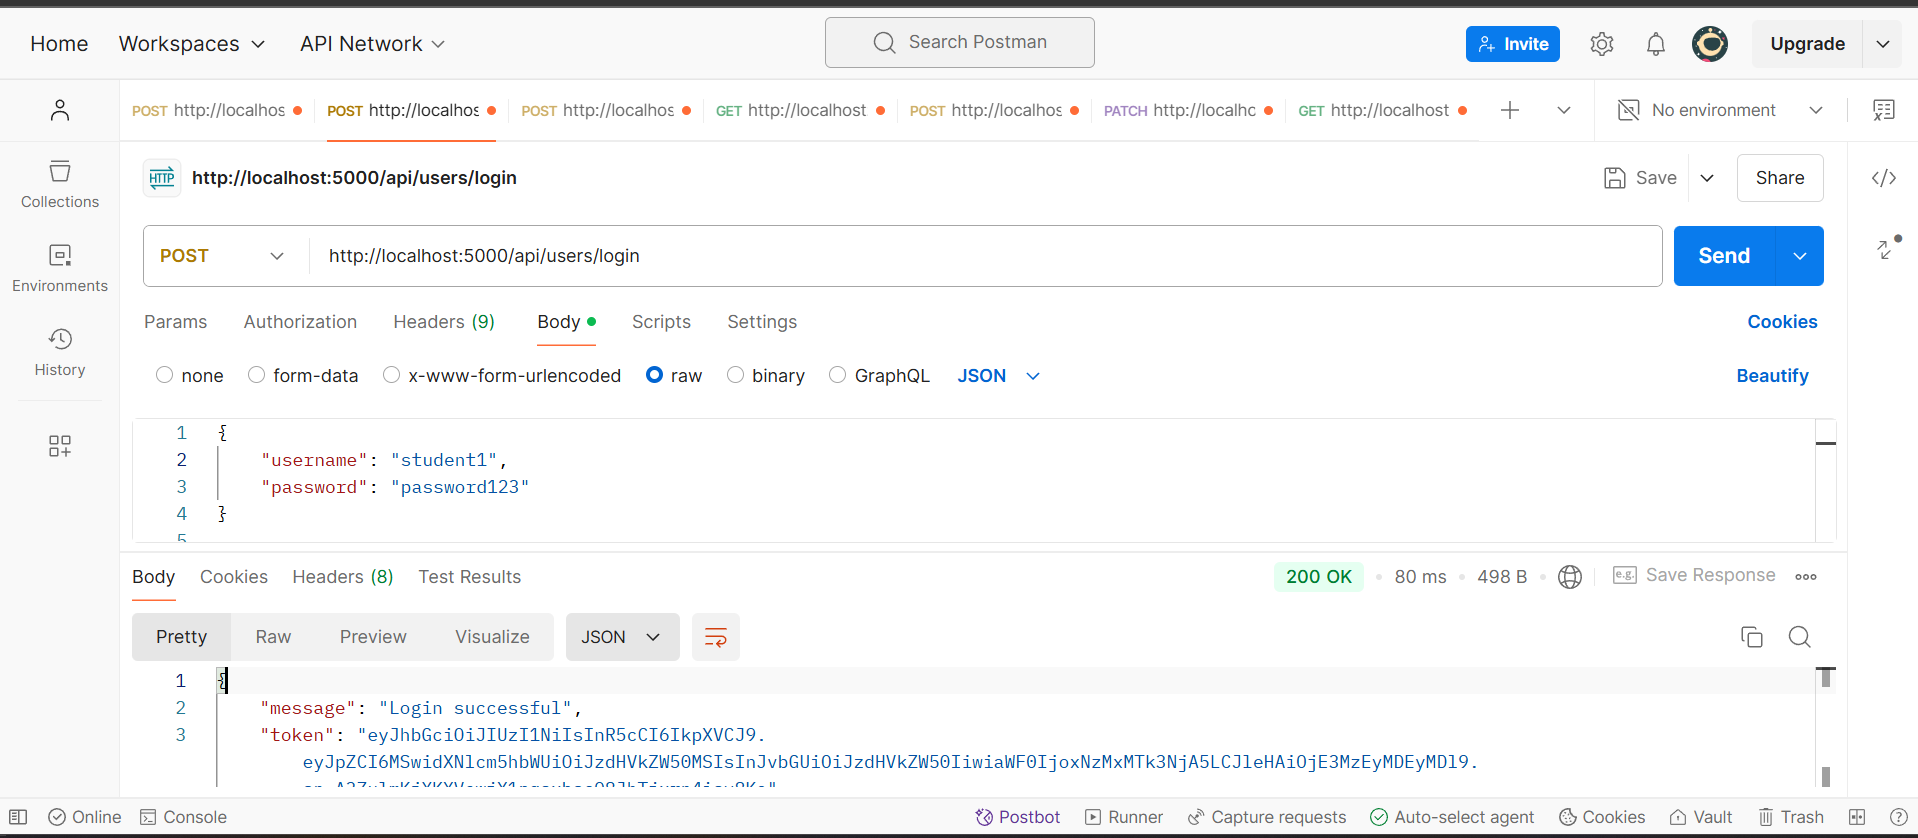 Home Workspaces API Network Search Postman Invite Upgrade
POST http://localhos POST http://localhos POST http://localhos GET http://localhost POST http://localhos PATCH http://localhc GET http://localhost No environment
HTTP http://localhost:5000/api/users/login Save Share
Collections
POST http://localhost:5000/api/users/login Send
Environments
Params Authorization Headers (9) Body Scripts Settings Cookies
History
none form-data x-www-form-urlencoded raw binary GraphQL JSON Beautify
1 {
2 "username": "student1",
3 "password": "password123"
4 }
5
Body Cookies Headers (8) Test Results 200 OK 80 ms 498 B e.g. Save Response
Pretty Raw Preview Visualize JSON
1 {
2 "message": "Login successful",
3 "token": "eyJhbGciOiJIUzI1NiIsInR5cCI6IkpXVCJ9.
eyJpZCI6MSwidXNlcm5hbWUiOiJzdHVkZW50MSIsInJvbGUiOiJzdHVkZW50IiwiaWF0IjoxNzMxMTk3NjA5LCJleHAiOjE3MzEyMDEyMDl9.
Online Console Postbot Runner Capture requests Auto-select agent Cookies Vault Trash